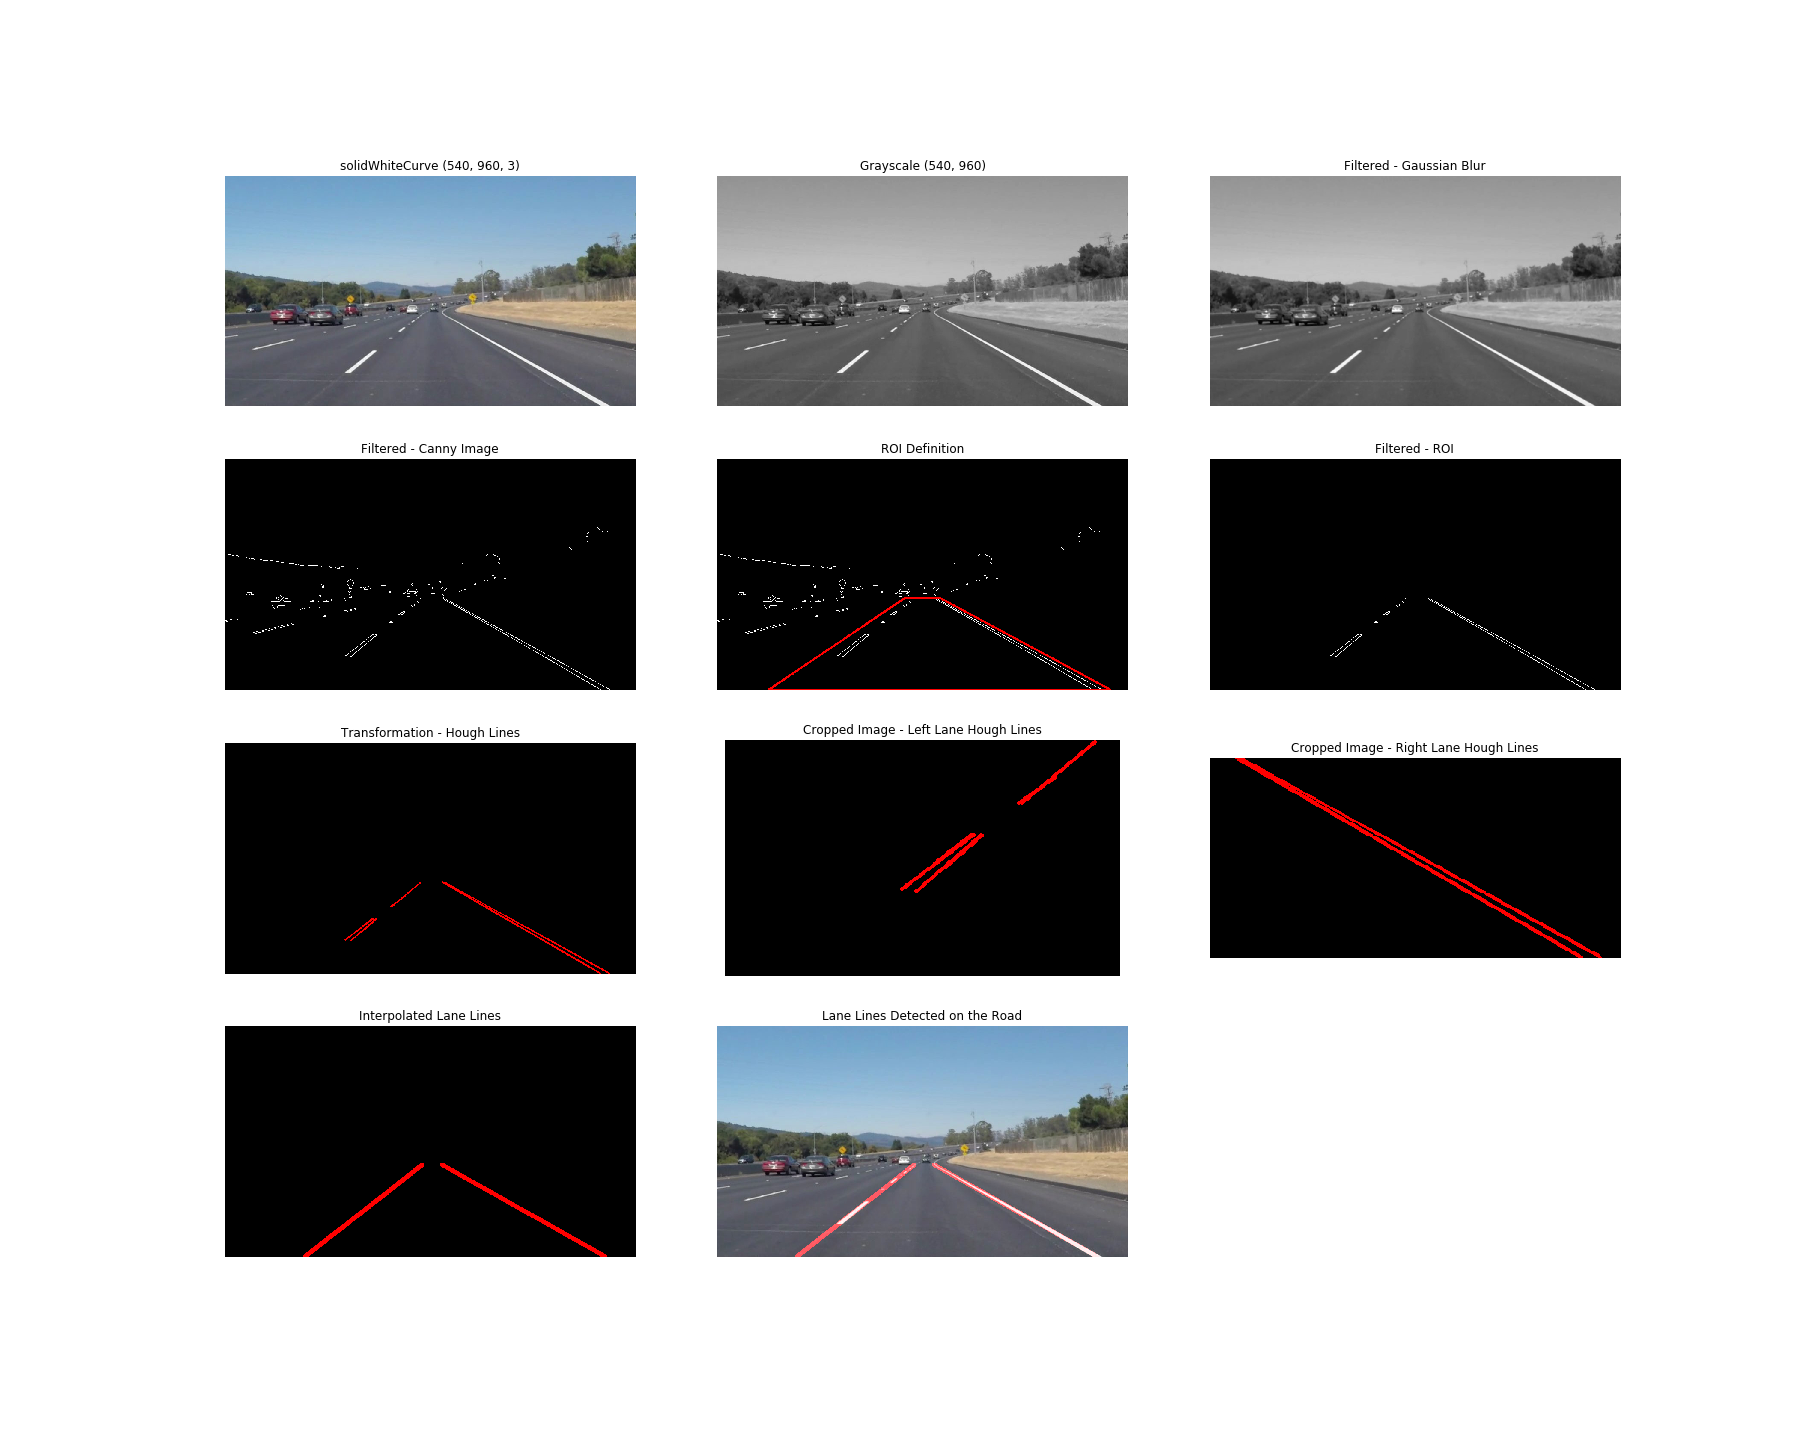 solidWhiteCurve (540, 960, 3)
Grayscale (540, 960)
Filtered - Gaussian Blur
Filtered - Canny Image
ROI Definition
Filtered - ROI
Transformation - Hough Lines
Cropped Image - Left Lane Hough Lines
Cropped Image - Right Lane Hough Lines
Interpolated Lane Lines
Lane Lines Detected on the Road